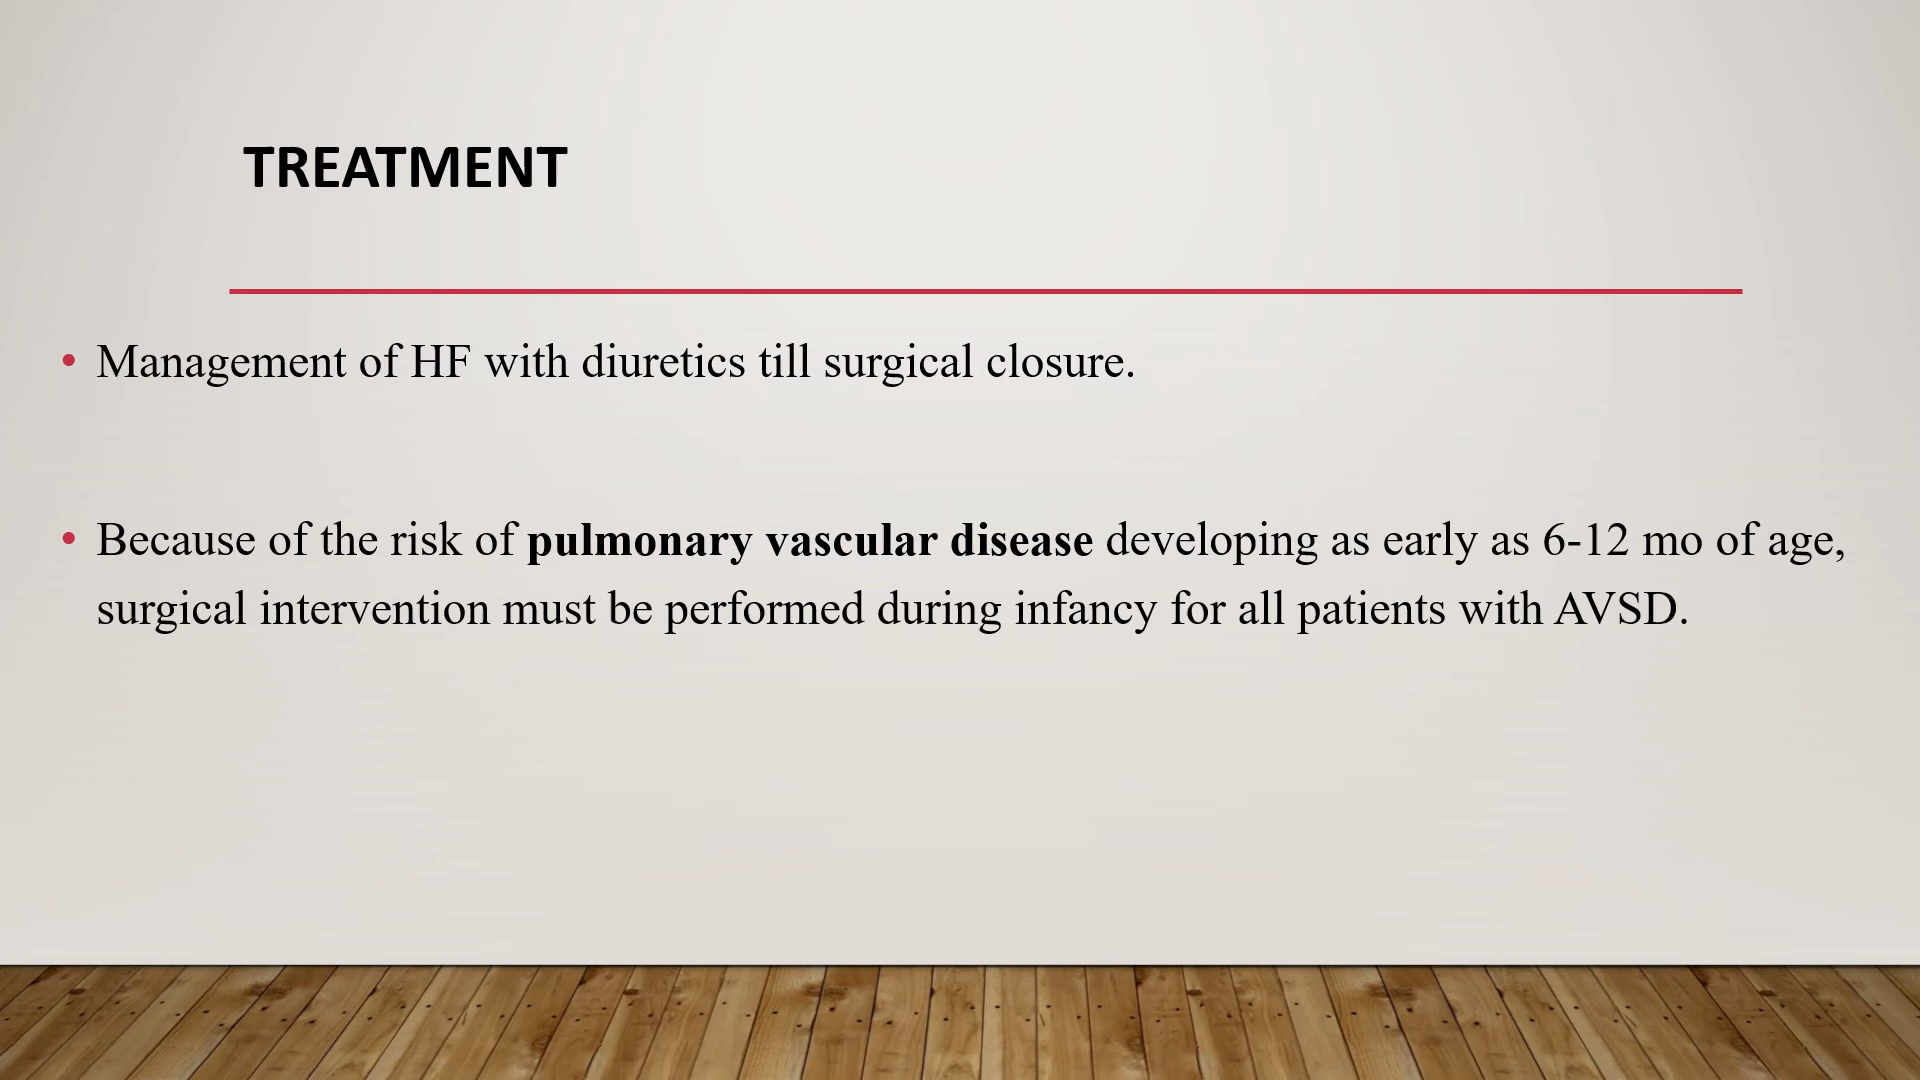 TREATMENT
• Management of HF with diuretics till surgical closure.
• Because of the risk of pulmonary vascular disease developing as early as 6-12 mo of age,
surgical intervention must be performed during infancy for all patients with AVSD.